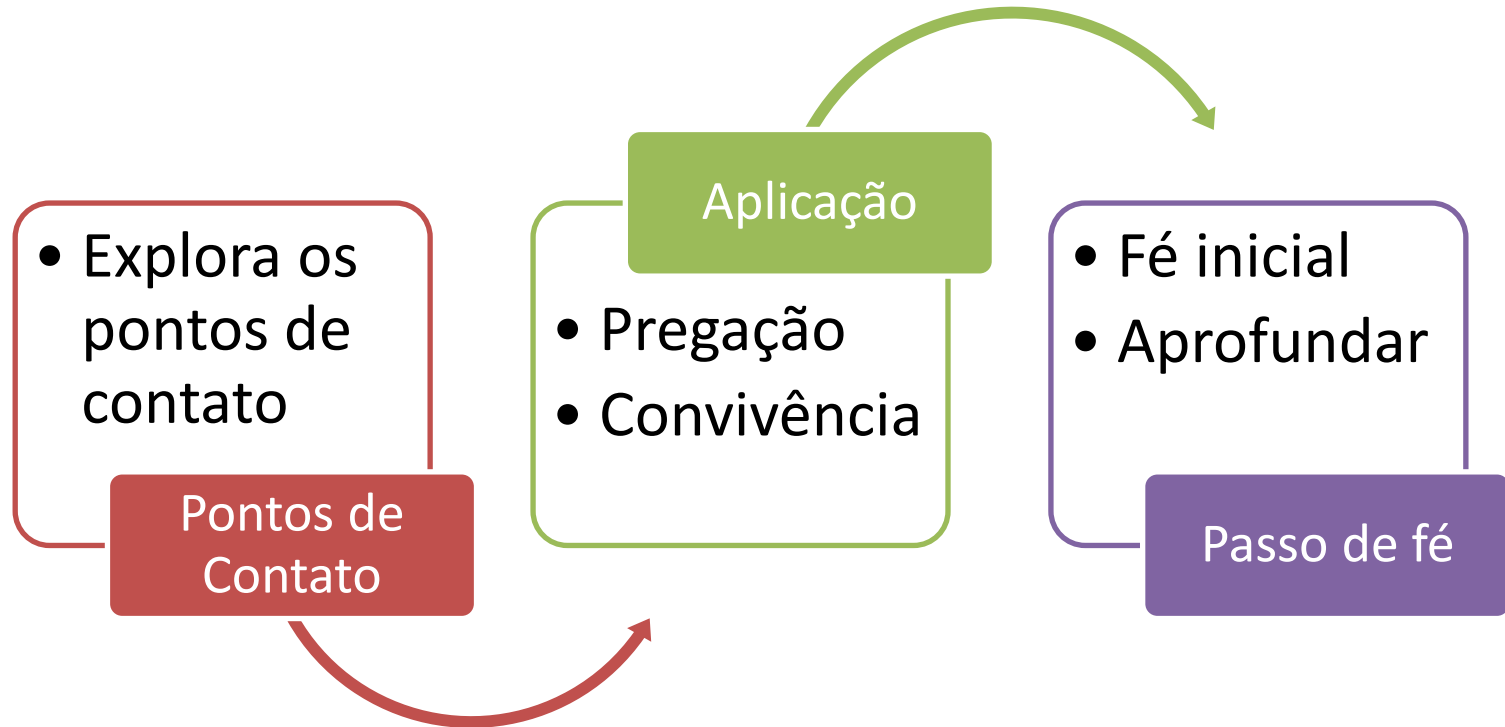 • Explora os
pontos de
contato
Pontos de
Contato
Aplicação
• Pregação
• Convivência
• Fé inicial
• Aprofundar
Passo de fé